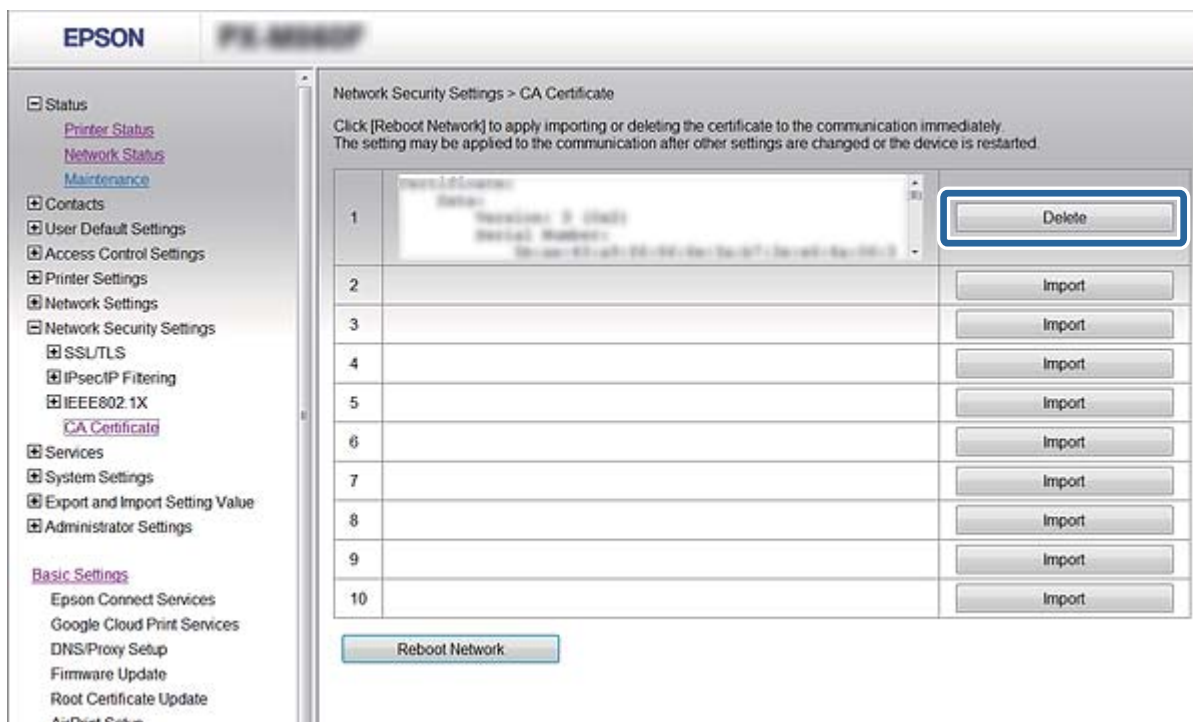 EPSON
Status
Printer Status
Network Status
Maintenance
Contacts
User Default Settings
Access Control Settings
Printer Settings
Network Settings
Network Security Settings
SSL/TLS
IPsec/IP Filtering
IEEE802.1X
CA Certificate
Services
System Settings
Export and Import Setting Value
Administrator Settings
Basic Settings
Epson Connect Services
Google Cloud Print Services
DNS/Proxy Setup
Firmware Update
Root Certificate Update
AirPrint Setup
Network Security Settings > CA Certificate
Click [Reboot Network] to apply importing or deleting the certificate to the communication immediately.
The setting may be applied to the communication after other settings are changed or the device is restarted.
1 Delete
2 Import
3 Import
4 Import
5 Import
6 Import
7 Import
8 Import
9 Import
10 Import
Reboot Network